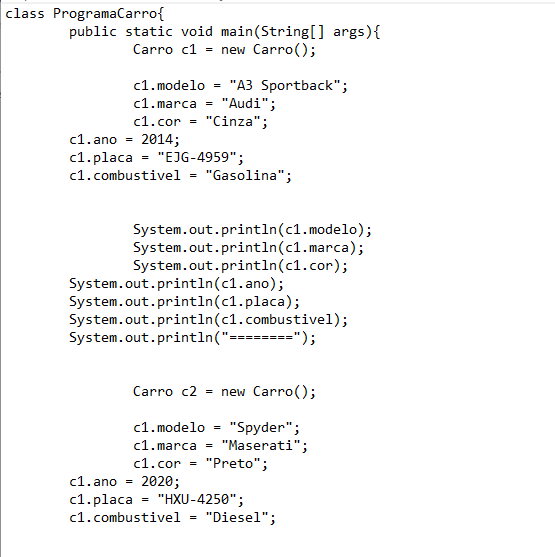 class ProgramaCarro{
public static void main(String[] args){
Carro c1 = new Carro();
c1.modelo = "A3 Sportback";
c1.marca = "Audi";
c1.cor = "Cinza";
c1.ano = 2014;
c1.placa = "EJG-4959";
c1.combustivel = "Gasolina";
System.out.println(c1.modelo);
System.out.println(c1.marca);
System.out.println(c1.cor);
System.out.println(c1.ano);
System.out.println(c1.placa);
System.out.println(c1.combustivel);
System.out.println("========");
Carro c2 = new Carro();
c1.modelo = "Spyder";
c1.marca = "Maserati";
c1.cor = "Preto";
c1.ano = 2020;
c1.placa = "HXU-4250";
c1.combustivel = "Diesel";